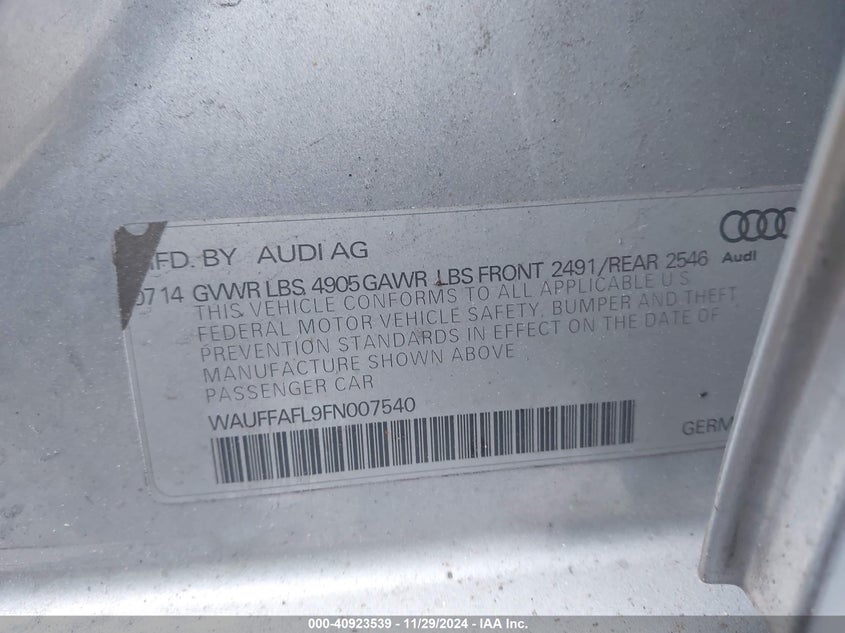 MFD. BY AUDI AG
Audi
0714 GVWR LBS. 4905 GAWR LBS FRONT 2491/REAR 2546
THIS VEHICLE CONFORMS TO ALL APPLICABLE U.S.
FEDERAL MOTOR VEHICLE SAFETY, BUMPER AND THEFT
PREVENTION STANDARDS IN EFFECT ON THE DATE OF
MANUFACTURE SHOWN ABOVE
PASSENGER CAR
WAUFFAFL9FN007540
GERM
000-40923539 - 11/29/2024 - IAA Inc.